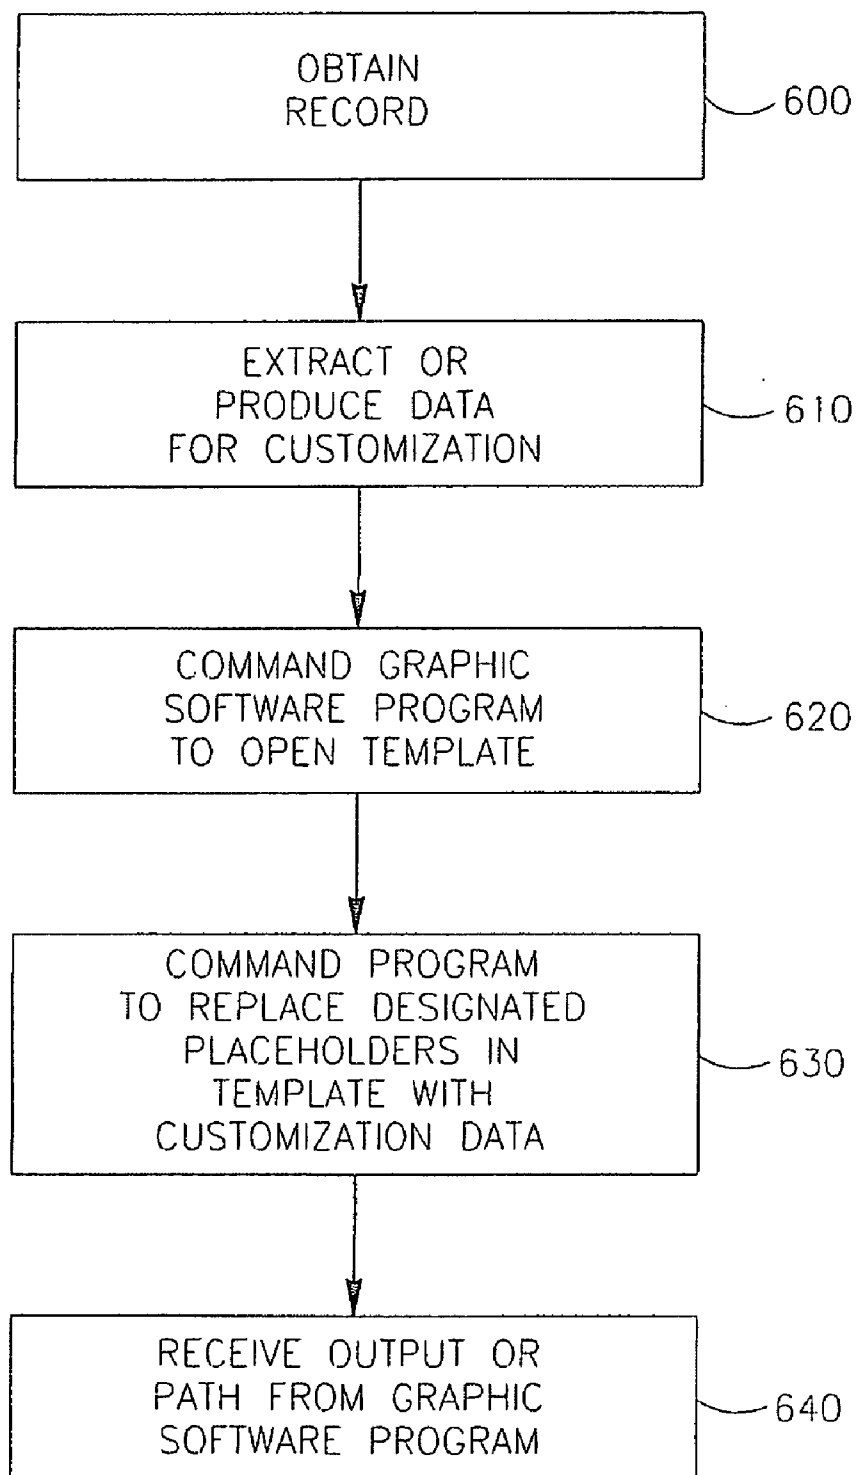 OBTAIN
RECORD
600
EXTRACT OR
PRODUCE DATA
FOR CUSTOMIZATION
610
COMMAND GRAPHIC
SOFTWARE PROGRAM
TO OPEN TEMPLATE
620
COMMAND PROGRAM
TO REPLACE DESIGNATED
PLACEHOLDERS IN
TEMPLATE WITH
CUSTOMIZATION DATA
630
RECEIVE OUTPUT OR
PATH FROM GRAPHIC
SOFTWARE PROGRAM
640